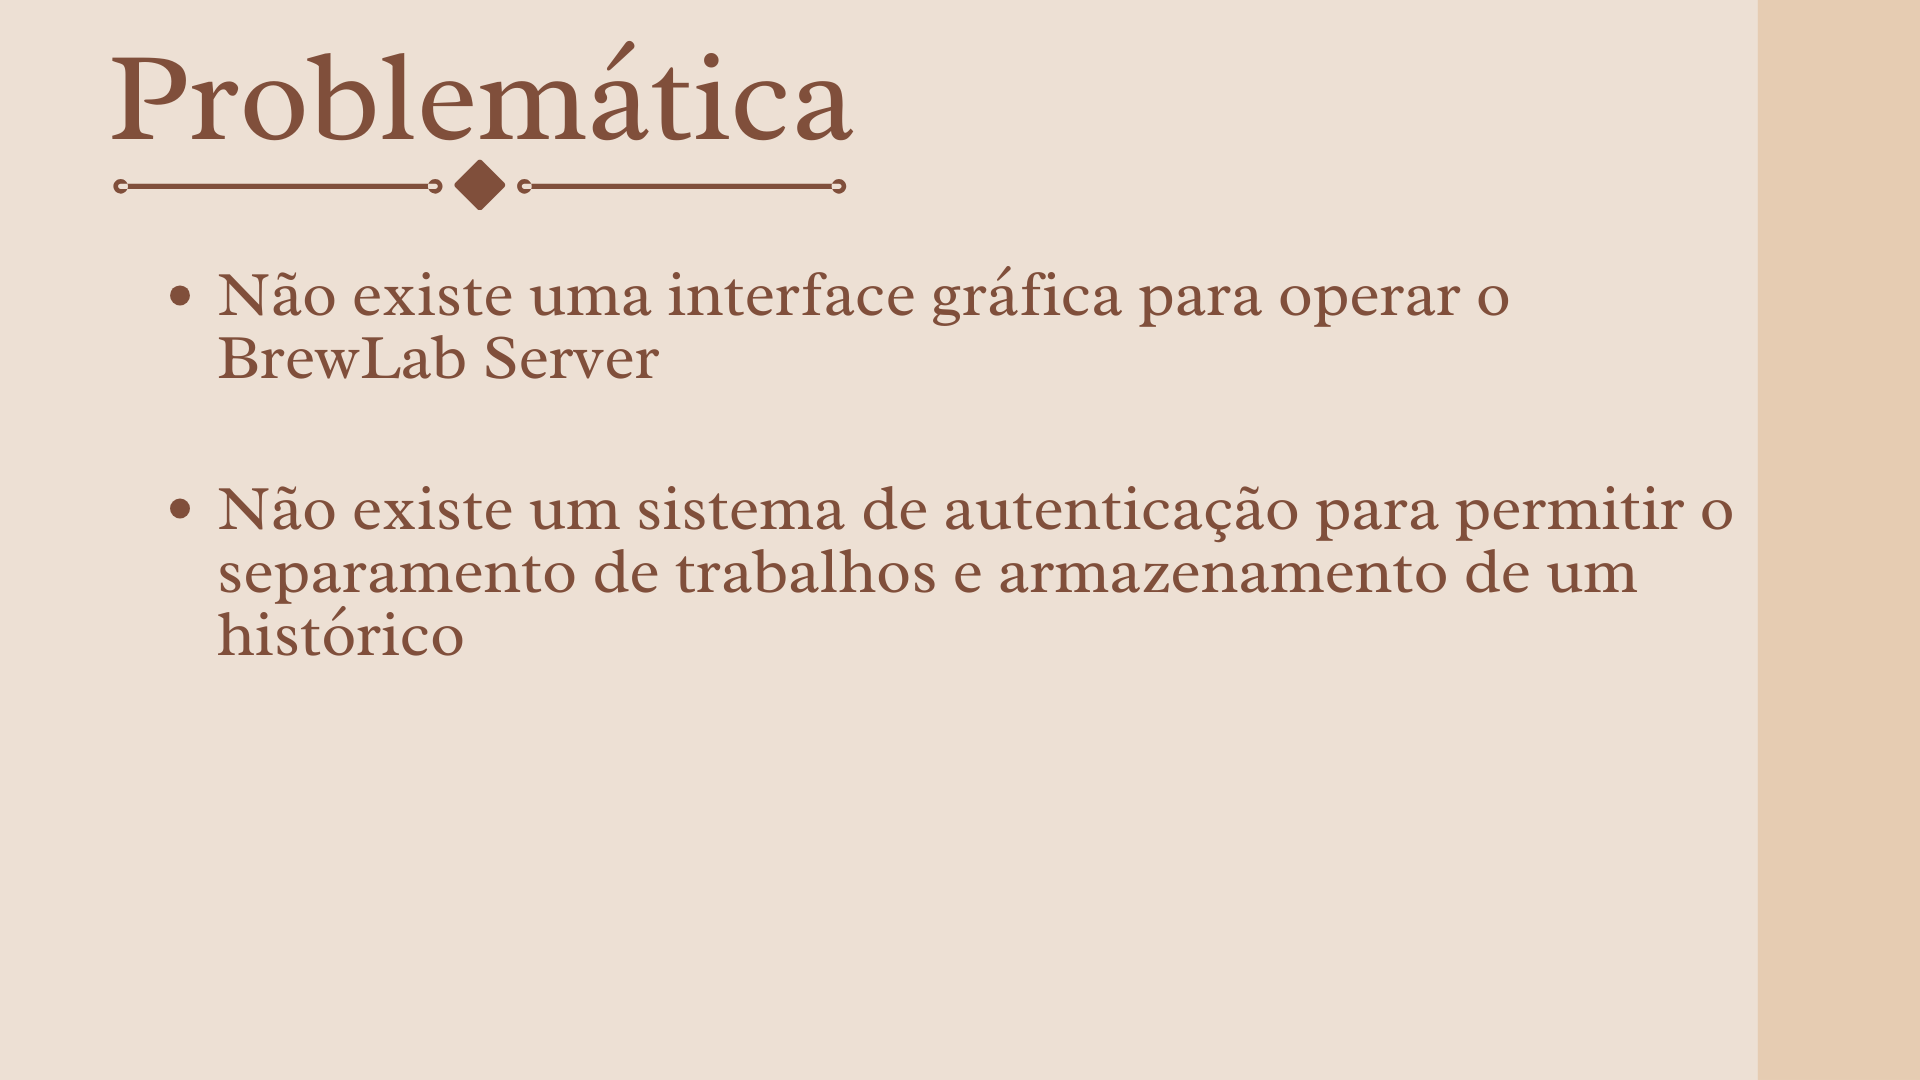 Problemática
• Não existe uma interface gráfica para operar o
BrewLab Server
• Não existe um sistema de autenticação para permitir o
separamento de trabalhos e armazenamento de um
histórico